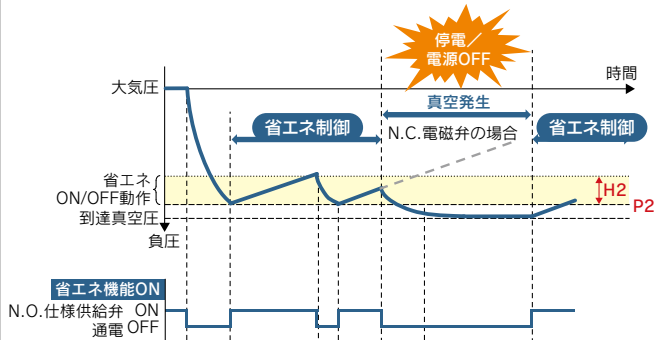 停電／
電源OFF
大気圧
時間
真空発生
省エネ制御
N.C.電磁弁の場合
省エネ制御
省エネ
ON/OFF動作
H2
P2
到達真空圧
負圧
省エネ機能ON
N.O.仕様供給弁 ON
通電 OFF